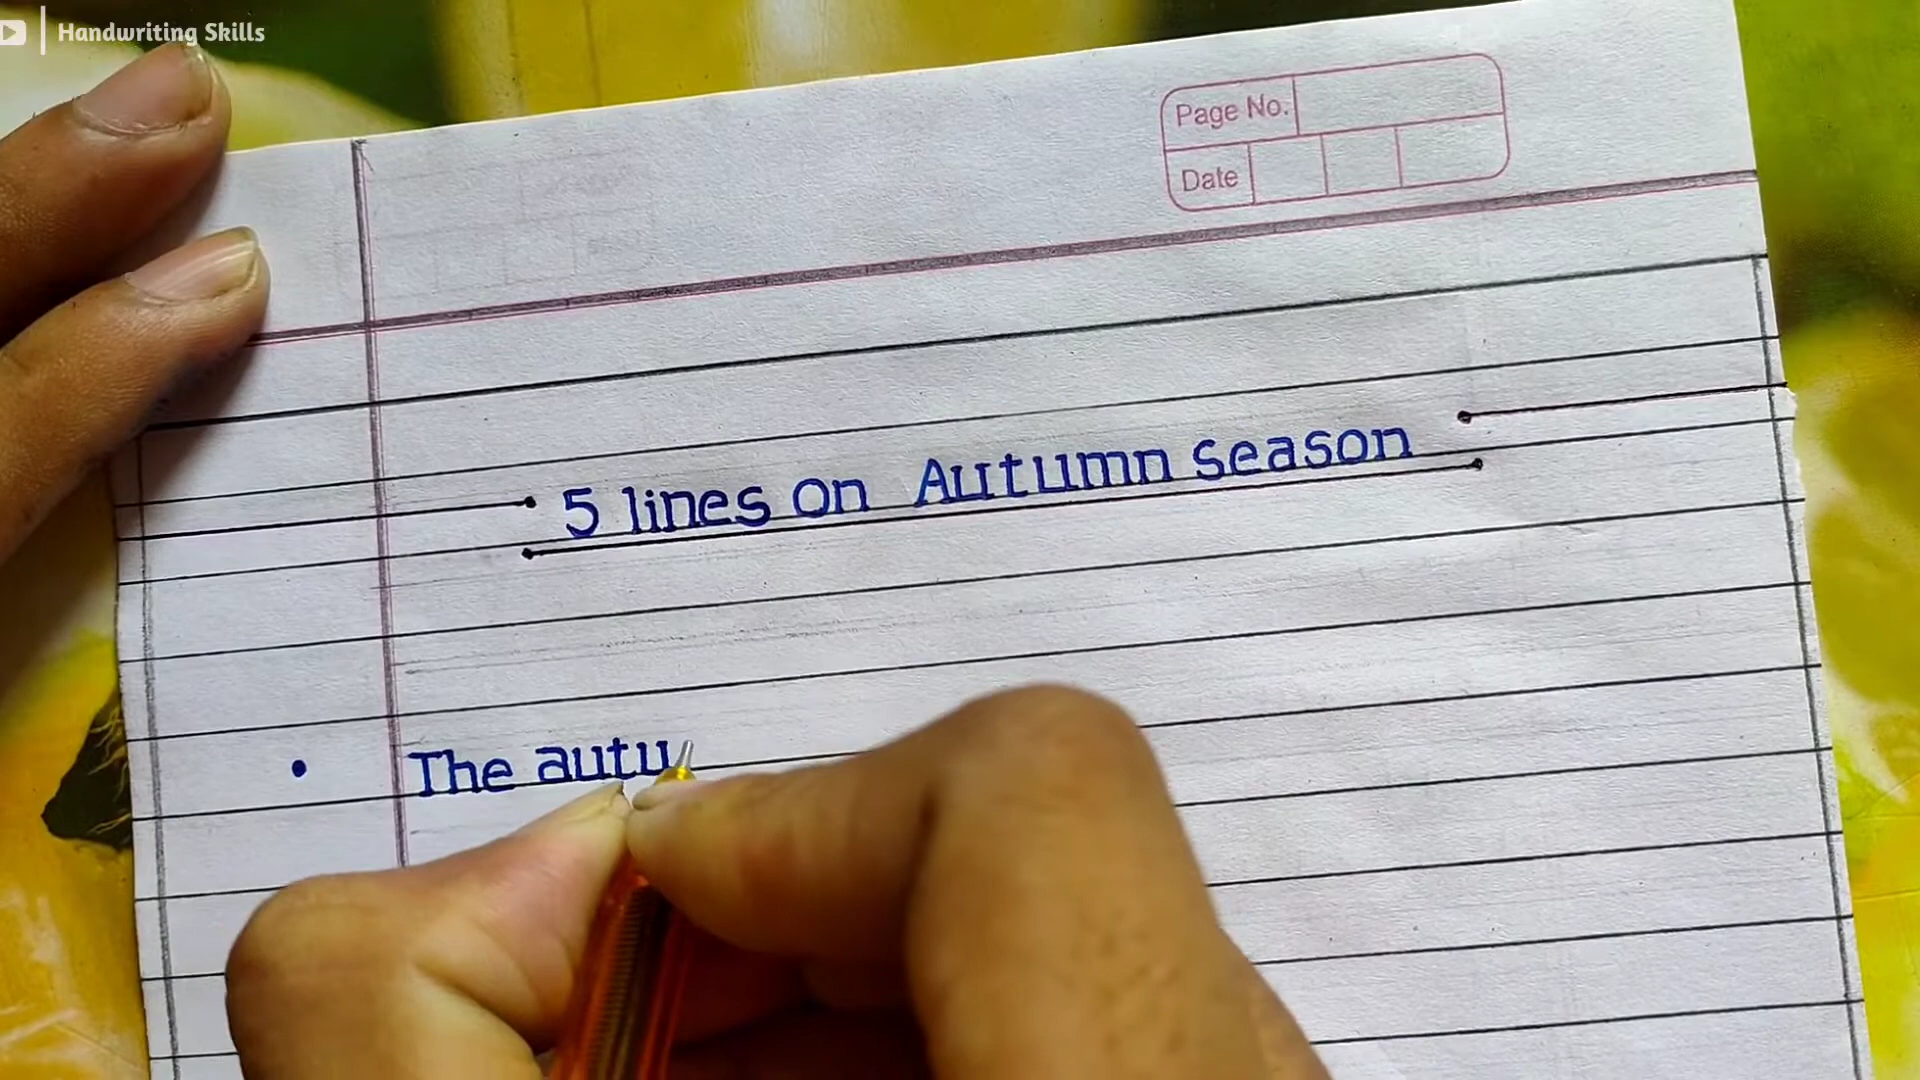 Handwriting Skills
Page No.
Date
5 lines on Autumn season
• The autu